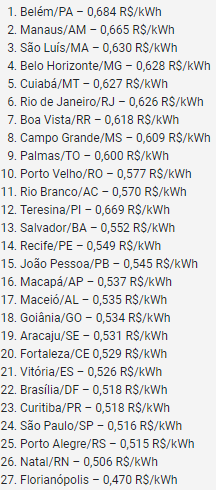 1. Belém/PA – 0,684 R$/kWh
2. Manaus/AM – 0,665 R$/kWh
3. São Luís/MA – 0,630 R$/kWh
4. Belo Horizonte/MG – 0,628 R$/kWh
5. Cuiabá/MT – 0,627 R$/kWh
6. Rio de Janeiro/RJ – 0,626 R$/kWh
7. Boa Vista/RR – 0,618 R$/kWh
8. Campo Grande/MS – 0,609 R$/kWh
9. Palmas/TO – 0,600 R$/kWh
10. Porto Velho/RO – 0,577 R$/kWh
11. Rio Branco/AC – 0,570 R$/kWh
12. Teresina/PI – 0,669 R$/kWh
13. Salvador/BA – 0,552 R$/kWh
14. Recife/PE – 0,549 R$/kWh
15. João Pessoa/PB – 0,545 R$/kWh
16. Macapá/AP – 0,537 R$/kWh
17. Maceió/AL – 0,535 R$/kWh
18. Goiânia/GO – 0,534 R$/kWh
19. Aracaju/SE – 0,531 R$/kWh
20. Fortaleza/CE 0,529 R$/kWh
21. Vitória/ES – 0,526 R$/kWh
22. Brasília/DF – 0,518 R$/kWh
23. Curitiba/PR – 0,518 R$/kWh
24. São Paulo/SP – 0,516 R$/kWh
25. Porto Alegre/RS – 0,515 R$/kWh
26. Natal/RN – 0,506 R$/kWh
27. Florianópolis – 0,470 R$/kWh